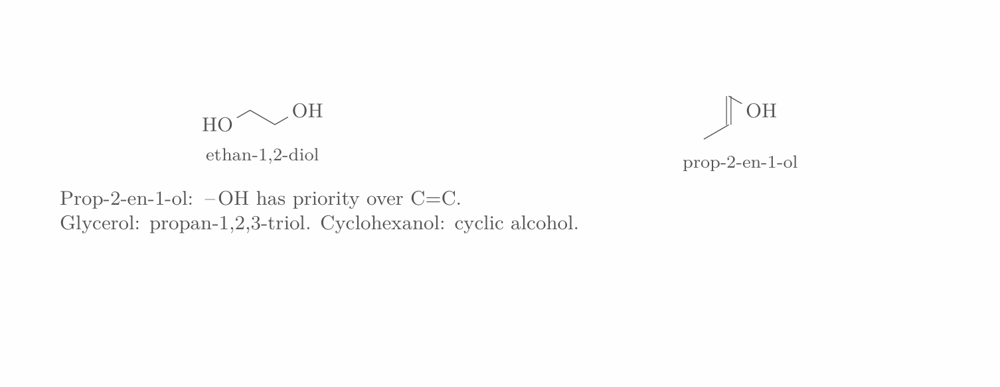 HO OH
OH
ethan-1,2-diol
prop-2-en-1-ol
Prop-2-en-1-ol: –OH has priority over C=C.
Glycerol: propan-1,2,3-triol. Cyclohexanol: cyclic alcohol.